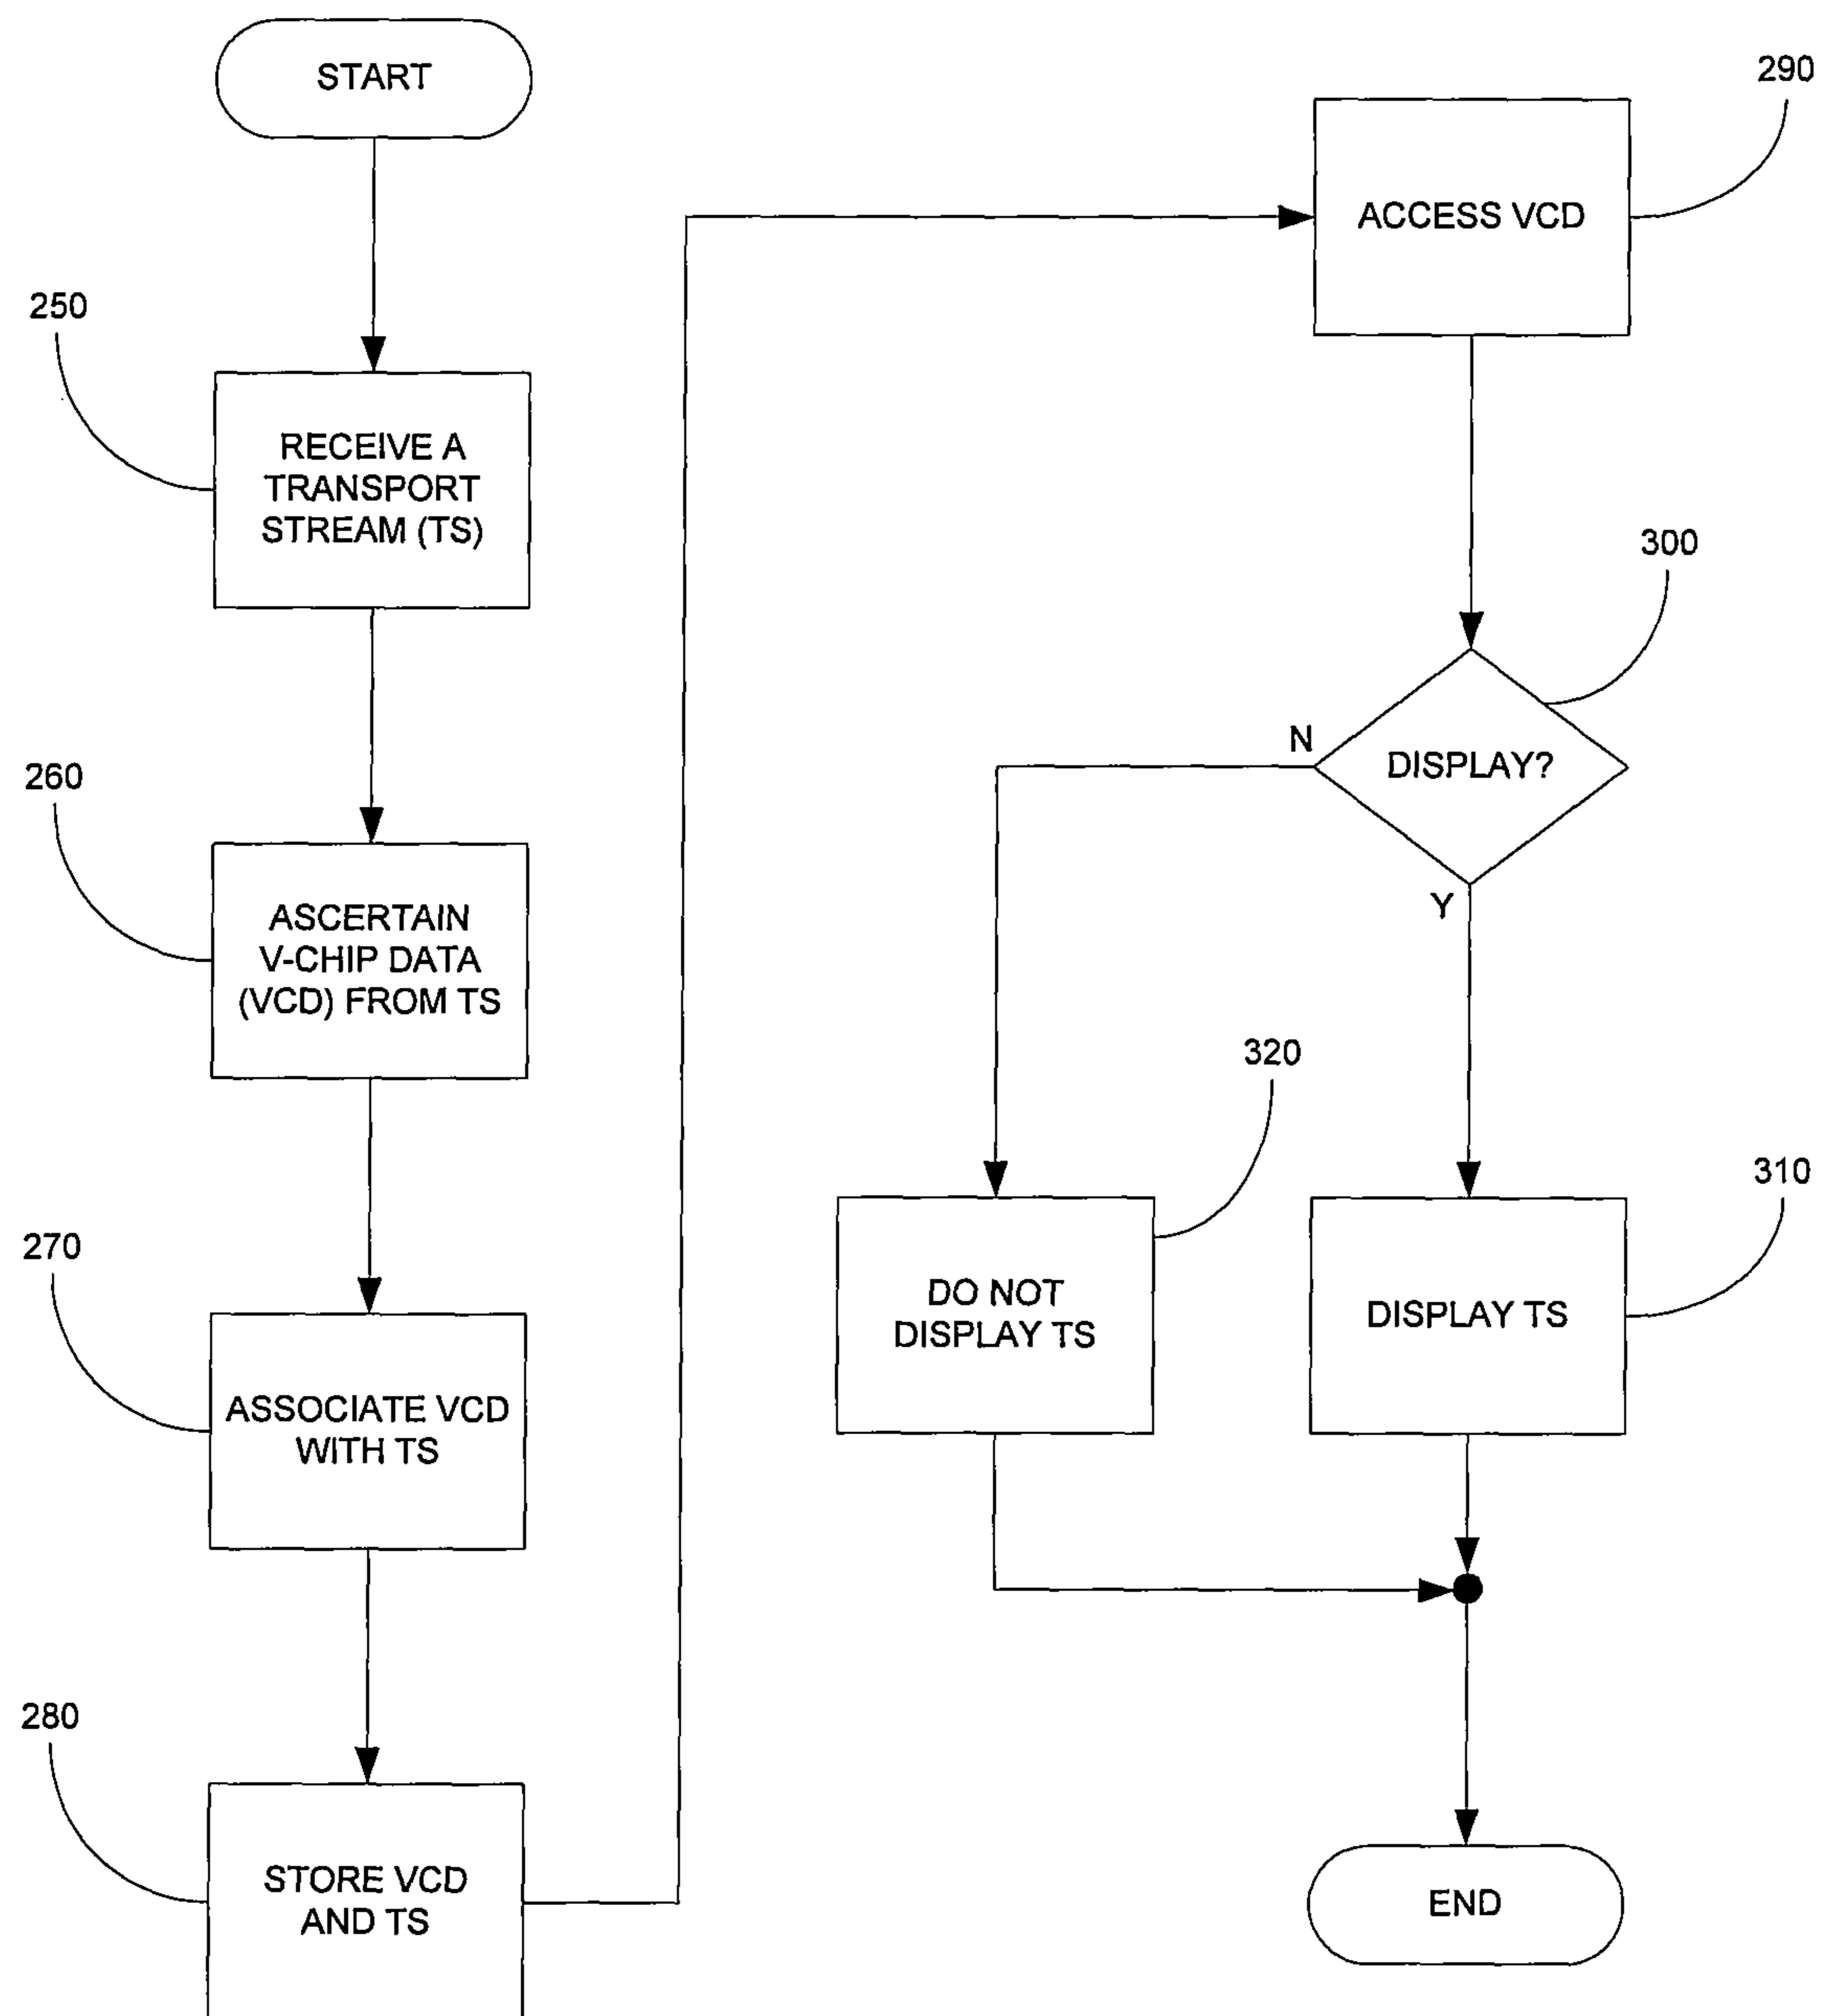 START
250
RECEIVE A
TRANSPORT
STREAM (TS)
260
ASCERTAIN
V-CHIP DATA
(VCD) FROM TS
270
ASSOCIATE VCD
WITH TS
280
STORE VCD
AND TS
290
ACCESS VCD
300
DISPLAY?
N
Y
320
DO NOT
DISPLAY TS
310
DISPLAY TS
END